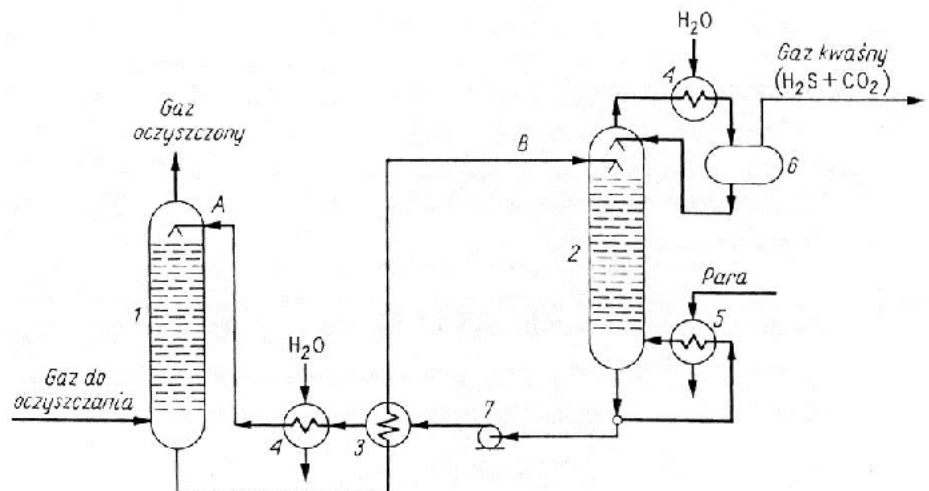 H₂O
4
Gaz kwaśny
(H₂S + CO₂)
Gaz
oczyszczony
B
6
A
2
Para
1
5
H₂O
Gaz do
oczyszczania
7
4
3